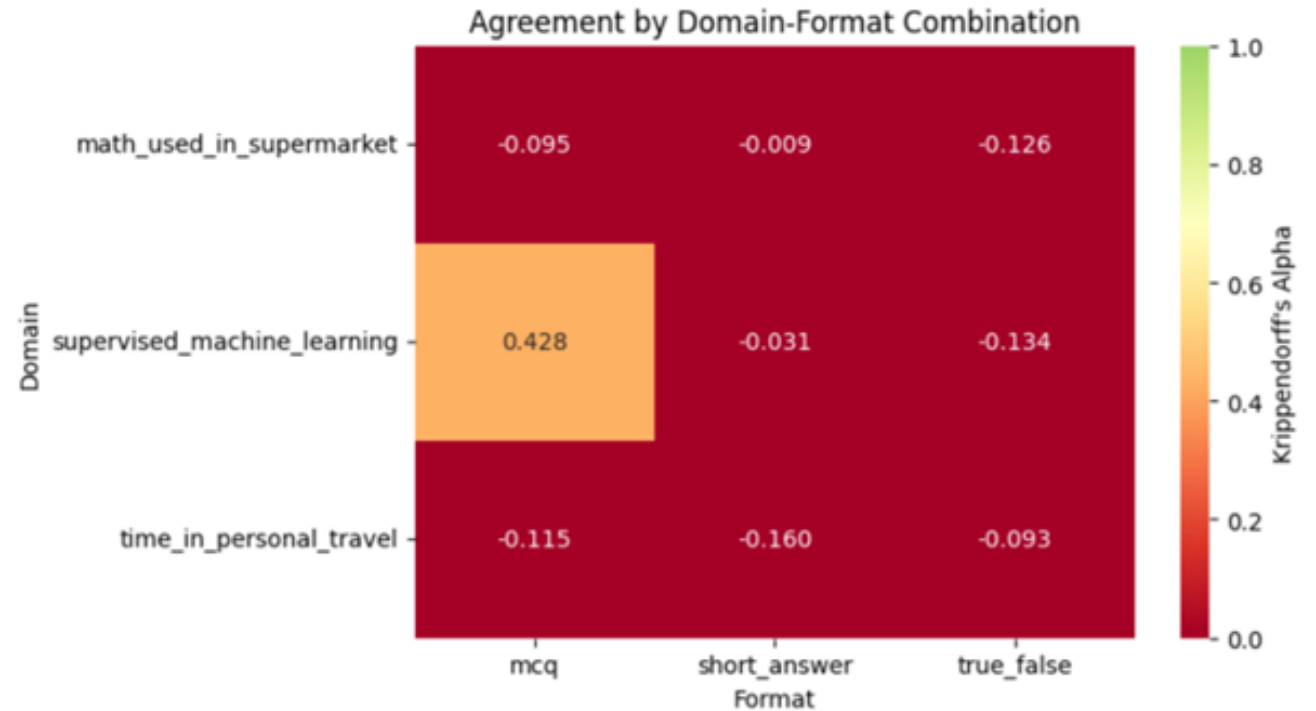 Agreement by Domain-Format Combination
math_used_in_supermarket
-0.095
-0.009
-0.126
supervised_machine_learning
0.428
-0.031
-0.134
time_in_personal_travel
-0.115
-0.160
-0.093
Domain
mcq
short_answer
true_false
Format
1.0
0.8
0.6
0.4
0.2
0.0
Krippendorff's Alpha